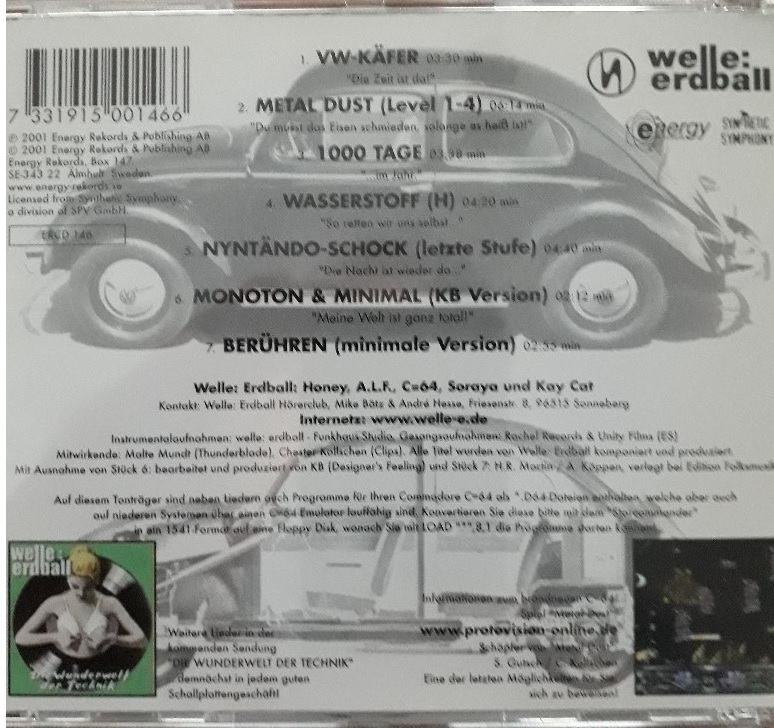 1. VW-KÄFER 03:30 min
"Die Zeit ist da!"
2. METAL DUST (Level 1-4) 06:14 min
"Du musst das Eisen schmieden, solange es heiß ist!"
3. 1000 TAGE 03:38 min
"...im Jahr."
4. WASSERSTOFF (H) 04:20 min
"So retten wir uns selbst..."
5. NYNTÄNDO-SCHOCK (letzte Stufe) 04:40 min
"Die Nacht ist wieder da..."
6. MONOTON & MINIMAL (KB Version) 02:12 min
"Meine Welt ist ganz total!"
7. BERÜHREN (minimale Version) 02:55 min
welle:
erdball
energy
SYNTHETIC
SYMPHONY
7 331915 001466
℗ 2001 Energy Rekords & Publishing AB
© 2001 Energy Rekords & Publishing AB
Energy Rekords, Box 147
SE-343 22 Älmhult Sweden
www.energy-rekords.se
Licensed from Synthetic Symphony,
a division of SPV GmbH.
ERCD 146
Welle: Erdball: Honey, A.L.F., C=64, Soraya und Kay Cat
Kontakt: Welle: Erdball Hörerclub, Mike Bätz & André Hesse, Friesenstr. 8, 96515 Sonneberg
Internetz: www.welle-e.de
Instrumentalaufnahmen: welle: erdball - Funkhaus-Studio, Gesangsaufnahmen: Rachel Records & Unity Films (ES)
Mitwirkende: Malte Mundt (Thunderblade), Chester Kollschen (Clips). Alle Titel wurden von Welle: Erdball komponiert und produziert.
Mit Ausnahme von Stück 6: bearbeitet und produziert von KB (Designer's Feeling) und Stück 7: H.R. Martin / A. Köppen, verlegt bei Edition Folkmusik
Auf diesem Tonträger sind neben Liedern auch Programme für Ihren Commodore C=64 als *.D64-Dateien enthalten, welche aber auch
auf niederen Systemen über einen C=64 Emulator lauffähig sind. Konvertieren Sie diese bitte mit dem "Starcommander"
in ein 1541-Format auf eine Floppy Disk, wonach Sie mit LOAD "*",8,1 die Programme starten können!
welle:
erdball
Die Wunderwelt
der Technik
Weitere Lieder in der
kommenden Sendung
"DIE WUNDERWELT DER TECHNIK"
demnächst in jedem guten
Schallplattengeschäft!
Informationen zum brandneuen C=64
Spiel "Metal Dust"
www.protovision-online.de
Schöpfer von "Metal Dust"
S. Gutsch / C. Kollschen
Eine der letzten Möglichkeiten für Sie,
sich zu beweisen!